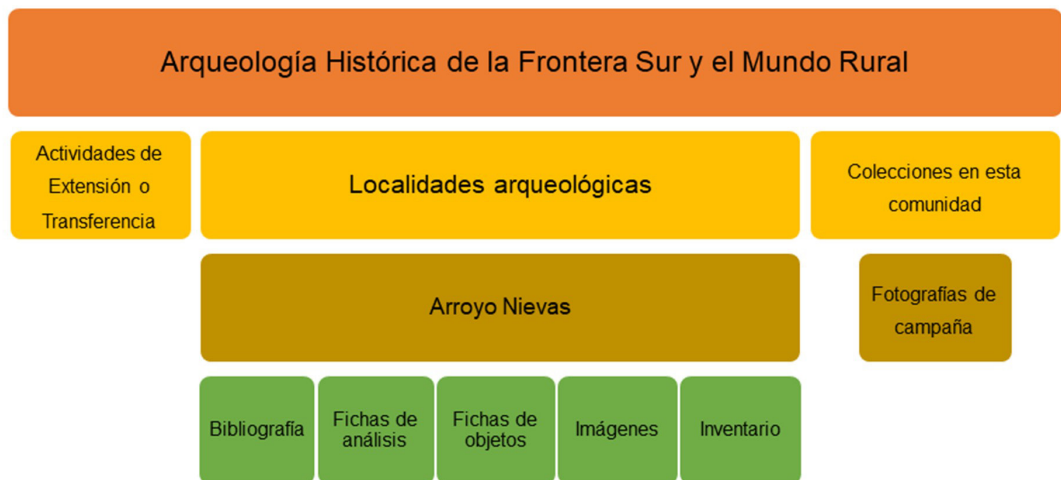 Arqueología Histórica de la Frontera Sur y el Mundo Rural
Actividades de
Extensión o
Transferencia
Localidades arqueológicas
Colecciones en esta
comunidad
Arroyo Nievas
Fotografías de
campaña
Bibliografía
Fichas de
análisis
Fichas de
objetos
Imágenes
Inventario